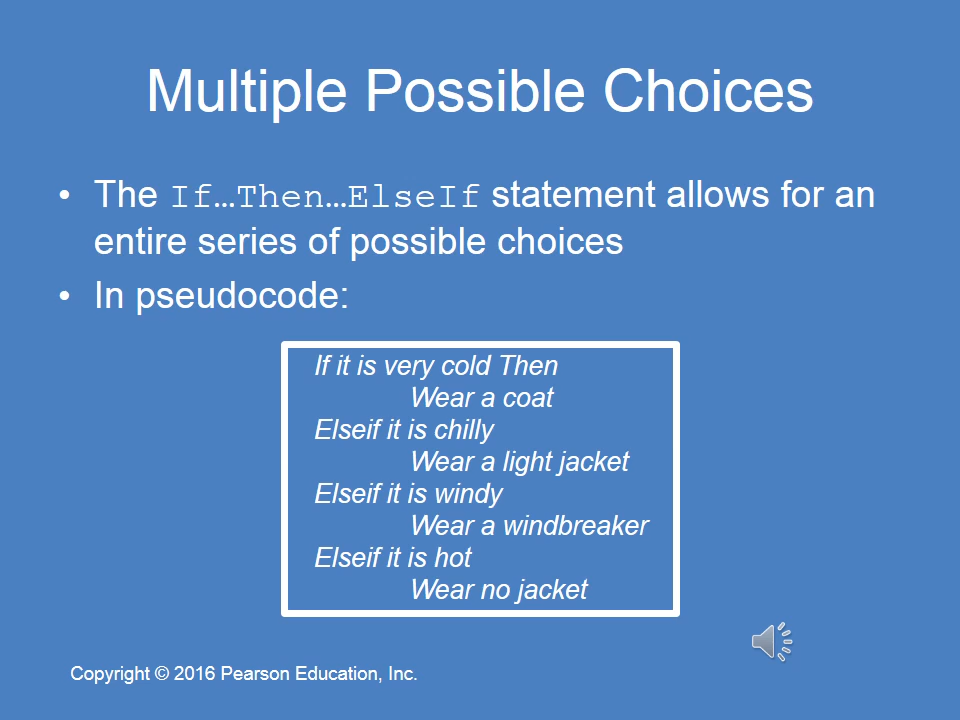 Multiple Possible Choices
• The If…Then…ElseIf statement allows for an
entire series of possible choices
• In pseudocode:
If it is very cold Then
Wear a coat
Elseif it is chilly
Wear a light jacket
Elseif it is windy
Wear a windbreaker
Elseif it is hot
Wear no jacket
Copyright © 2016 Pearson Education, Inc.